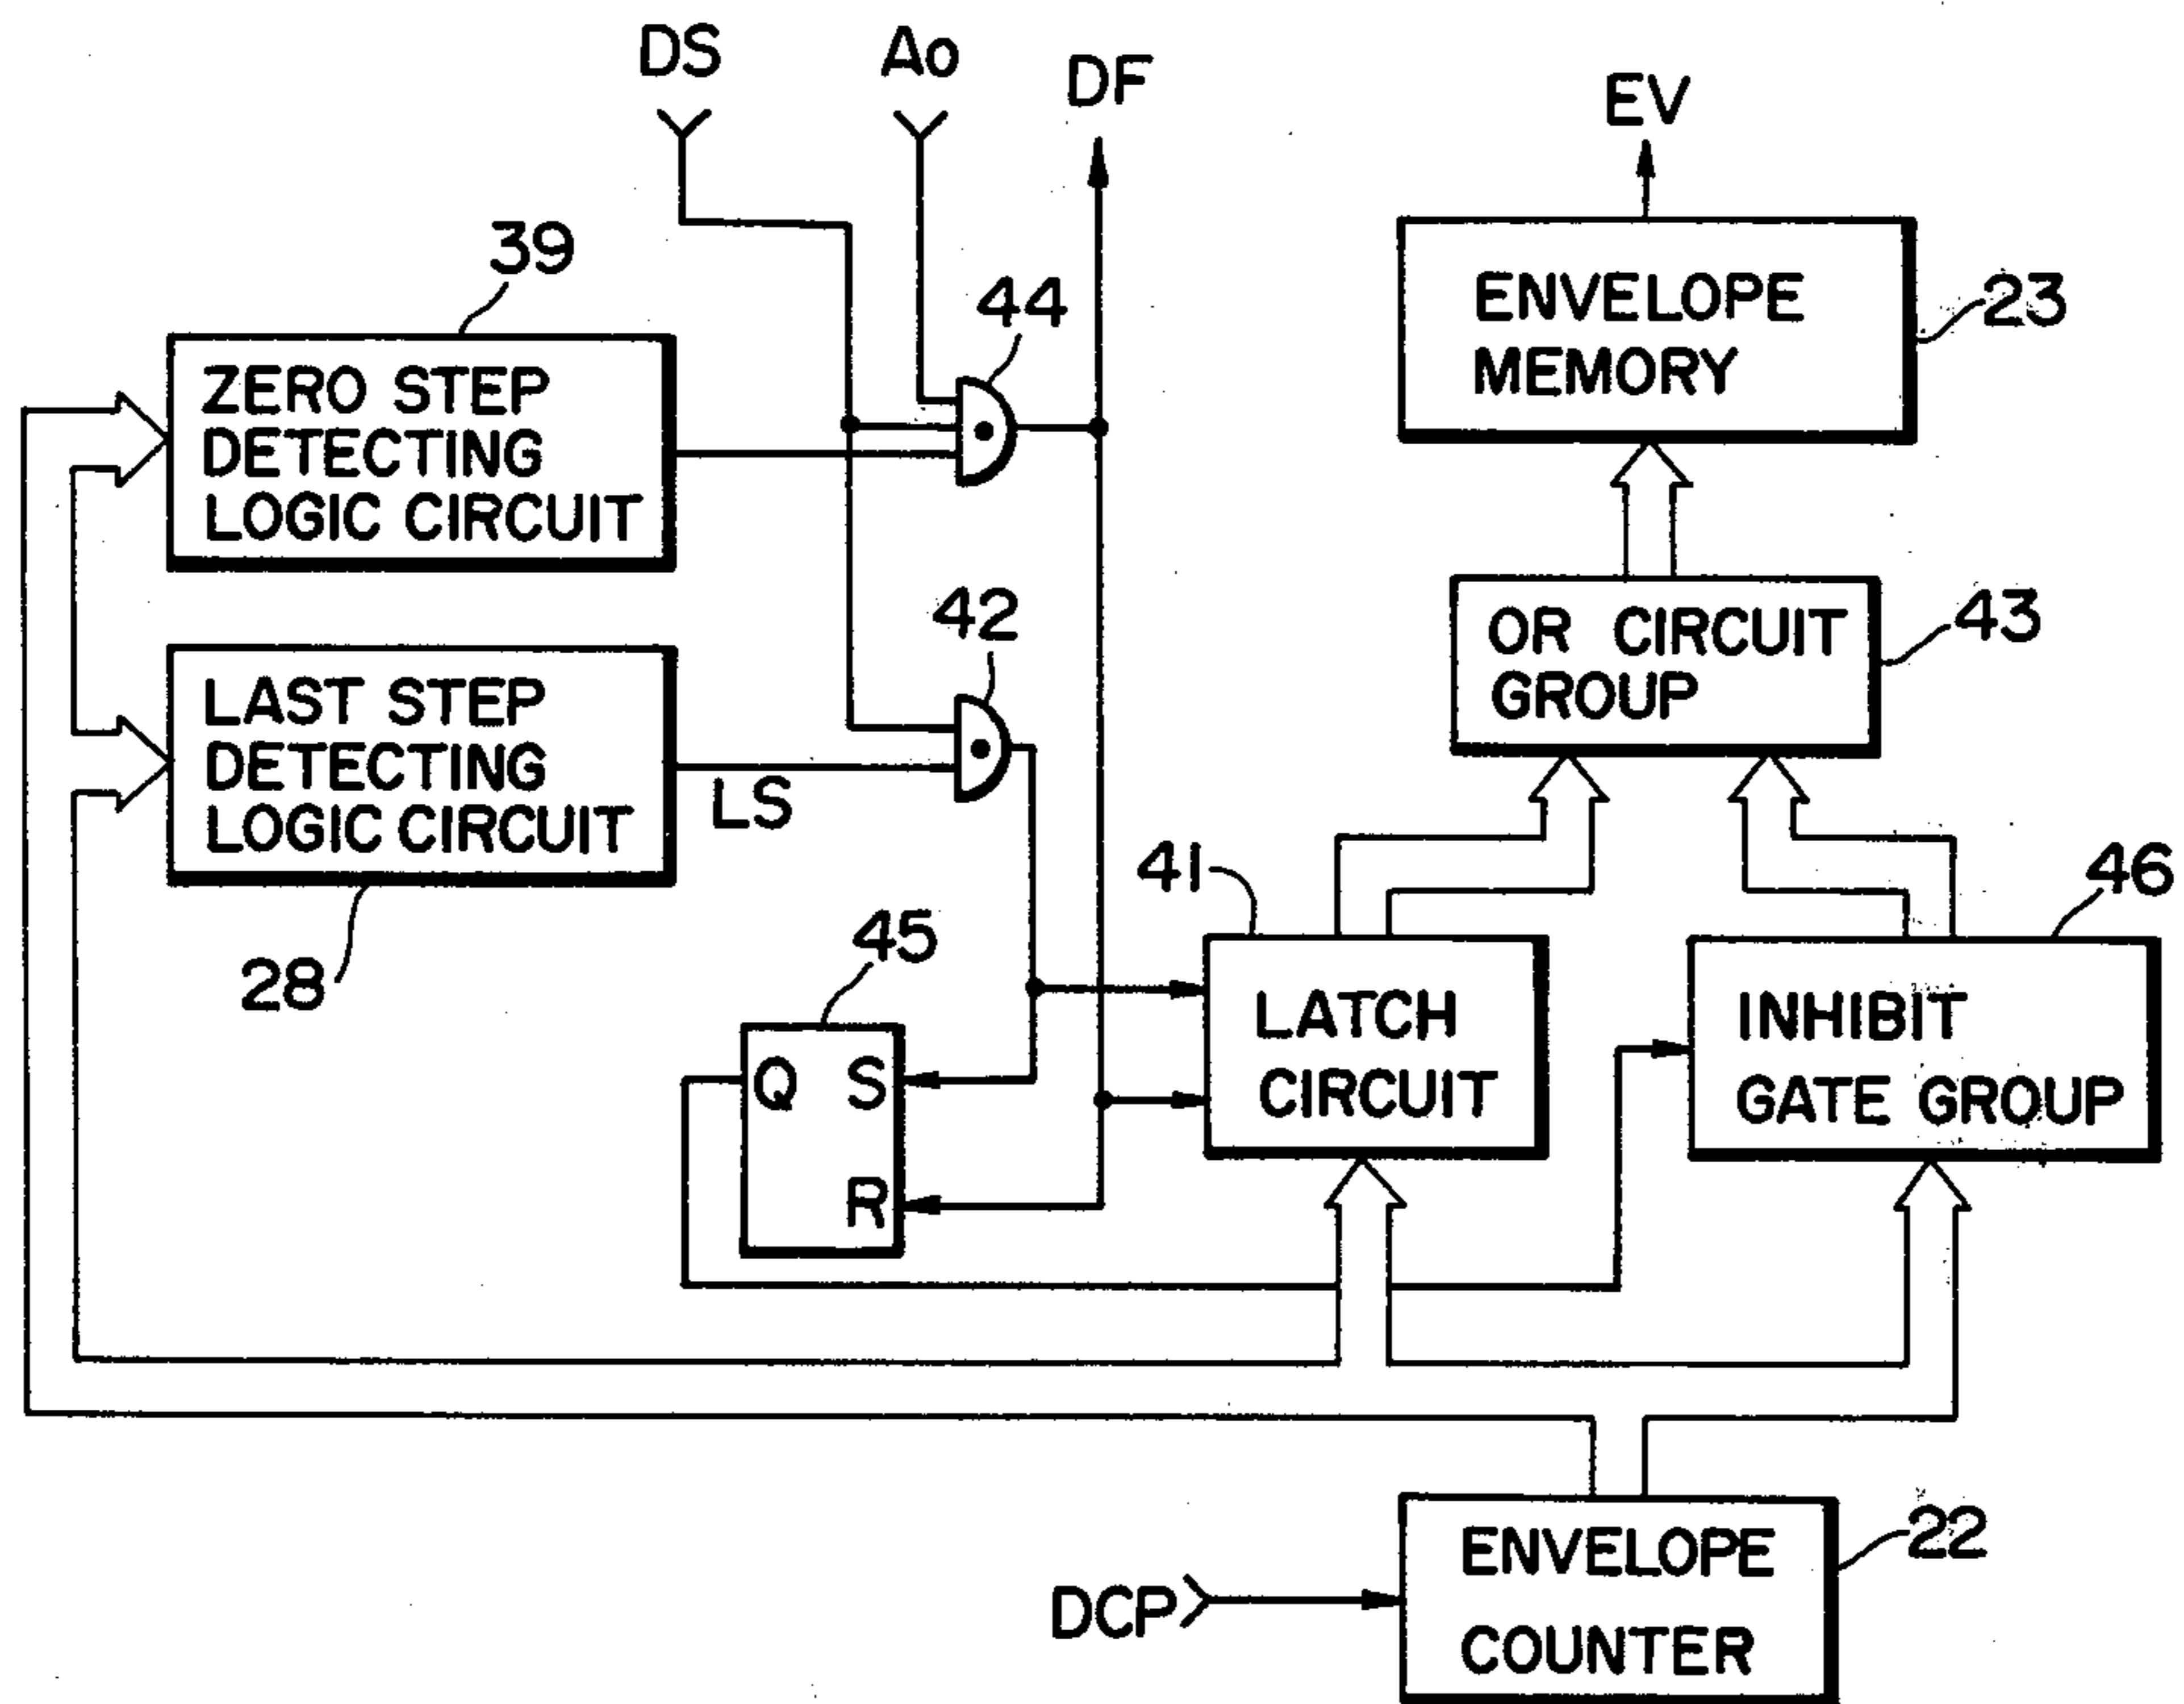 DS
Ao
DF
EV
39
ZERO STEP
DETECTING
LOGIC CIRCUIT
44
ENVELOPE
MEMORY
23
42
OR CIRCUIT
GROUP
43
LAST STEP
DETECTING
LOGIC CIRCUIT
LS
28
45
Q S
R
41
LATCH
CIRCUIT
46
INHIBIT
GATE GROUP
DCP
ENVELOPE
COUNTER
22